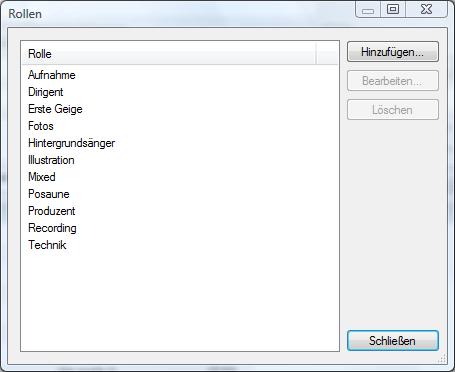 Rollen
Rolle
Aufnahme
Dirigent
Erste Geige
Fotos
Hintergrundsänger
Illustration
Mixed
Posaune
Produzent
Recording
Technik
Hinzufügen...
Bearbeiten...
Löschen
Schließen